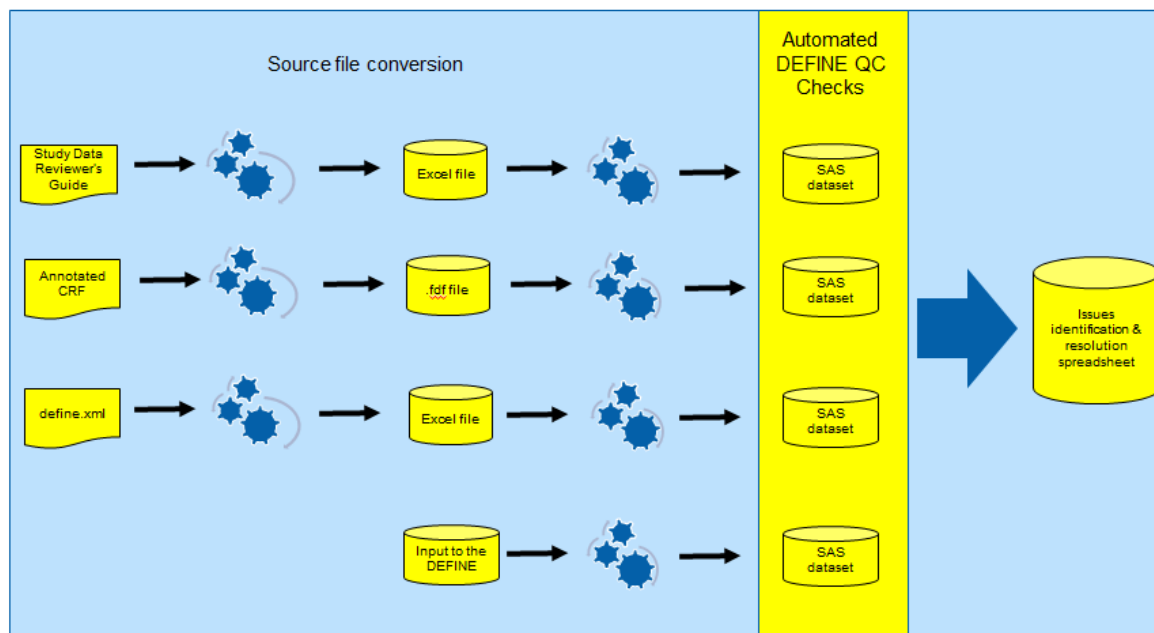 Source file conversion
Automated
DEFINE QC
Checks
Study Data
Reviewer's
Guide
Excel file
SAS
dataset
Annotated
CRF
.fdf file
SAS
dataset
Issues
identification &
resolution
spreadsheet
define.xml
Excel file
SAS
dataset
Input to the
DEFINE
SAS
dataset